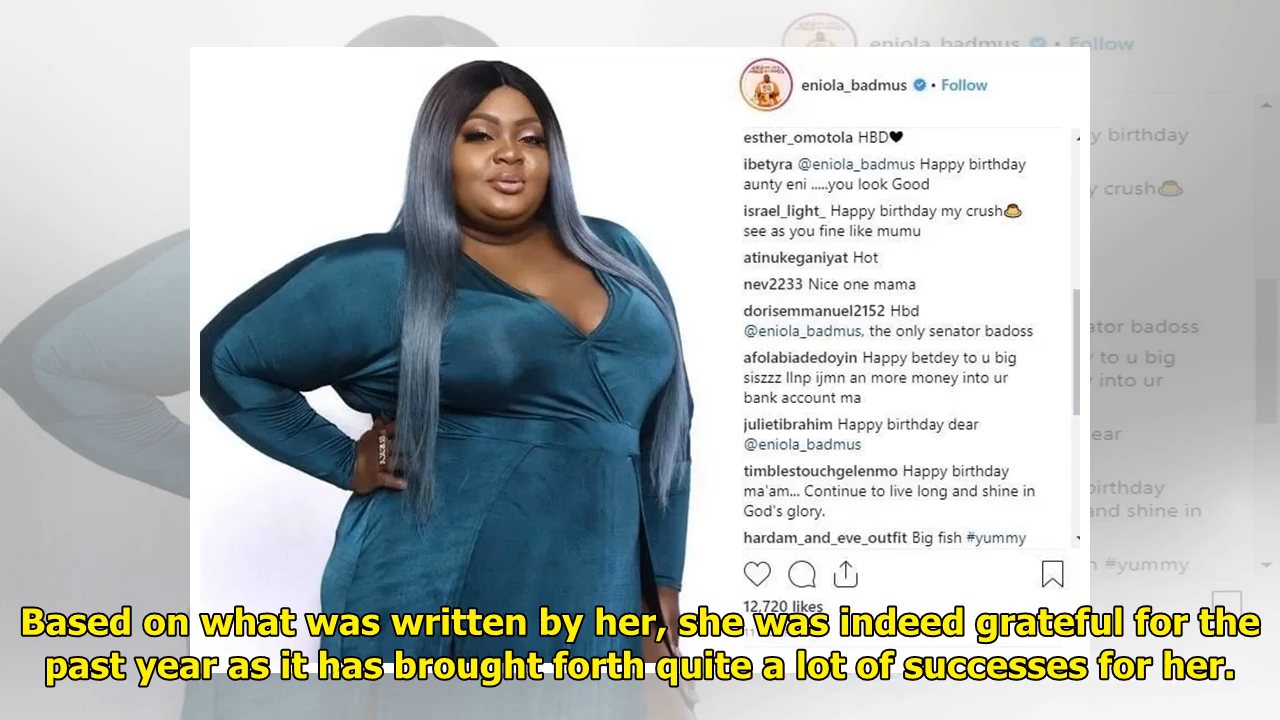 eniola_badmus • Follow
esther_omotola HBD🖤
ibetyra @eniola_badmus Happy birthday
aunty eni .....you look Good
israel_light_ Happy birthday my crush🍮
see as you fine like mumu
atinukeganiyat Hot
nev2233 Nice one mama
dorisemmanuel2152 Hbd
@eniola_badmus, the only senator badoss
afolabiadedoyin Happy betdey to u big
siszzz llnp ijmn an more money into ur
bank account ma
julietibrahim Happy birthday dear
@eniola_badmus
timblestouchgelenmo Happy birthday
ma'am... Continue to live long and shine in
God's glory.
hardam_and_eve_outfit Big fish #yummy
12,720 likes
Based on what was written by her, she was indeed grateful for the
past year as it has brought forth quite a lot of successes for her.